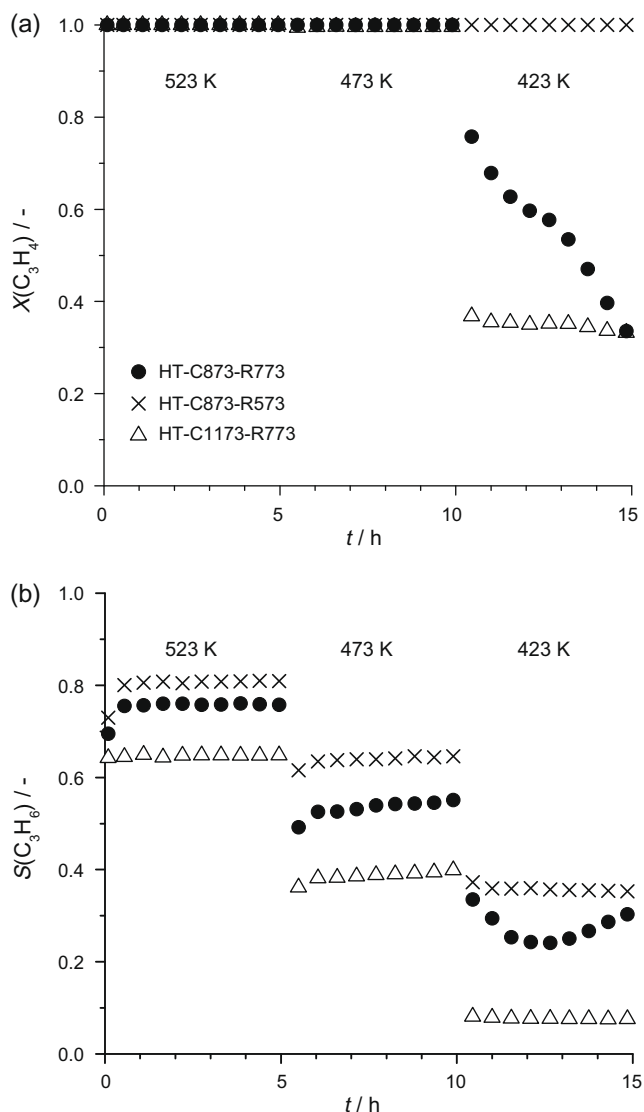 (a)
1.0
0.8
0.6
0.4
0.2
0.0
X(C₃H₄) / -
523 K 473 K 423 K
● HT-C873-R773
× HT-C873-R573
△ HT-C1173-R773
0 5 10 15
t / h
(b)
1.0
0.8
0.6
0.4
0.2
0.0
S(C₃H₆) / -
523 K 473 K 423 K
0 5 10 15
t / h